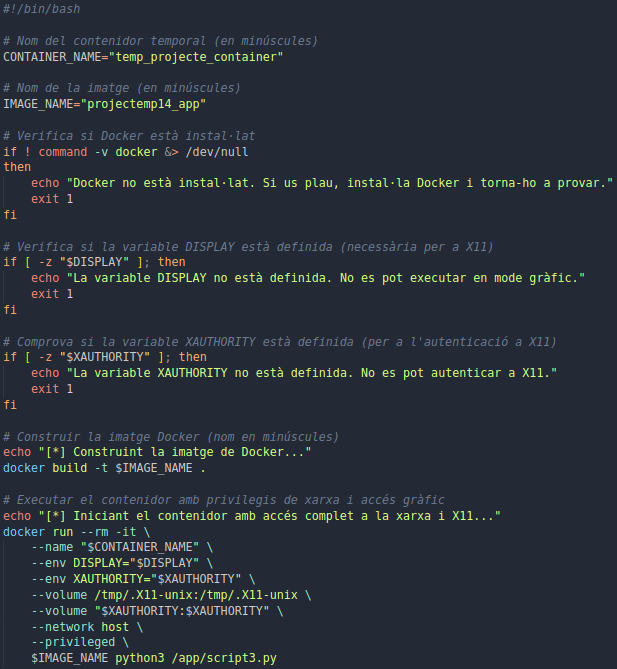 #!/bin/bash
# Nom del contenidor temporal (en minúscules)
CONTAINER_NAME="temp_projecte_container"
# Nom de la imatge (en minúscules)
IMAGE_NAME="projectemp14_app"
# Verifica si Docker està instal·lat
if ! command -v docker &> /dev/null
then
    echo "Docker no està instal·lat. Si us plau, instal·la Docker i torna-ho a provar."
    exit 1
fi
# Verifica si la variable DISPLAY està definida (necessària per a X11)
if [ -z "$DISPLAY" ]; then
    echo "La variable DISPLAY no està definida. No es pot executar en mode gràfic."
    exit 1
fi
# Comprova si la variable XAUTHORITY està definida (per a l'autenticació a X11)
if [ -z "$XAUTHORITY" ]; then
    echo "La variable XAUTHORITY no està definida. No es pot autenticar a X11."
    exit 1
fi
# Construir la imatge Docker (nom en minúscules)
echo "[*] Construint la imatge de Docker..."
docker build -t $IMAGE_NAME .
# Executar el contenidor amb privilegis de xarxa i accés gràfic
echo "[*] Iniciant el contenidor amb accés complet a la xarxa i X11..."
docker run --rm -it \
    --name "$CONTAINER_NAME" \
    --env DISPLAY="$DISPLAY" \
    --env XAUTHORITY="$XAUTHORITY" \
    --volume /tmp/.X11-unix:/tmp/.X11-unix \
    --volume "$XAUTHORITY:$XAUTHORITY" \
    --network host \
    --privileged \
    $IMAGE_NAME python3 /app/script3.py